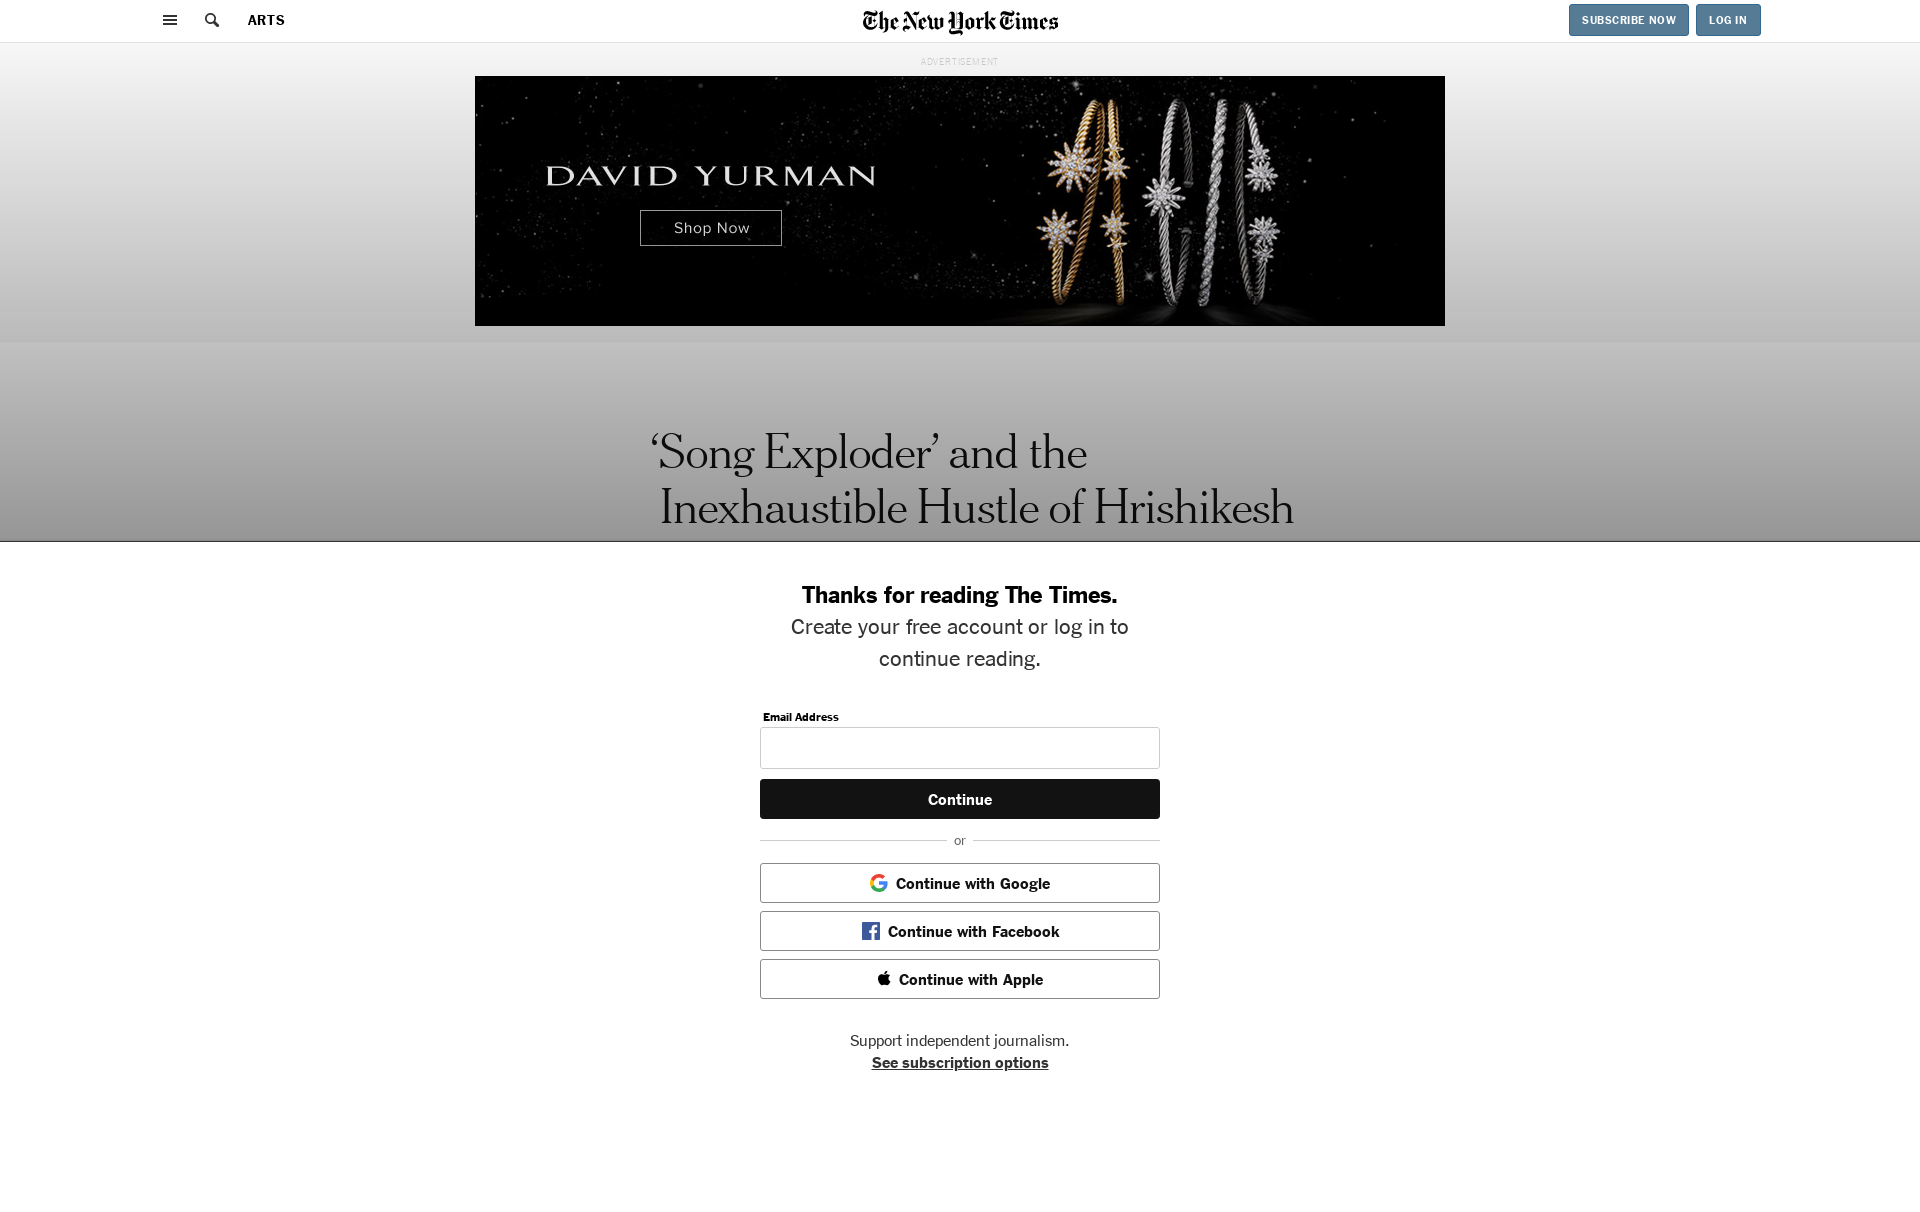 ARTS
The New York Times
SUBSCRIBE NOW
LOG IN
ADVERTISEMENT
DAVID YURMAN
Shop Now
‘Song Exploder’ and the
Inexhaustible Hustle of Hrishikesh
Thanks for reading The Times.
Create your free account or log in to
continue reading.
Email Address
Continue
or
Continue with Google
Continue with Facebook
Continue with Apple
Support independent journalism.
See subscription options